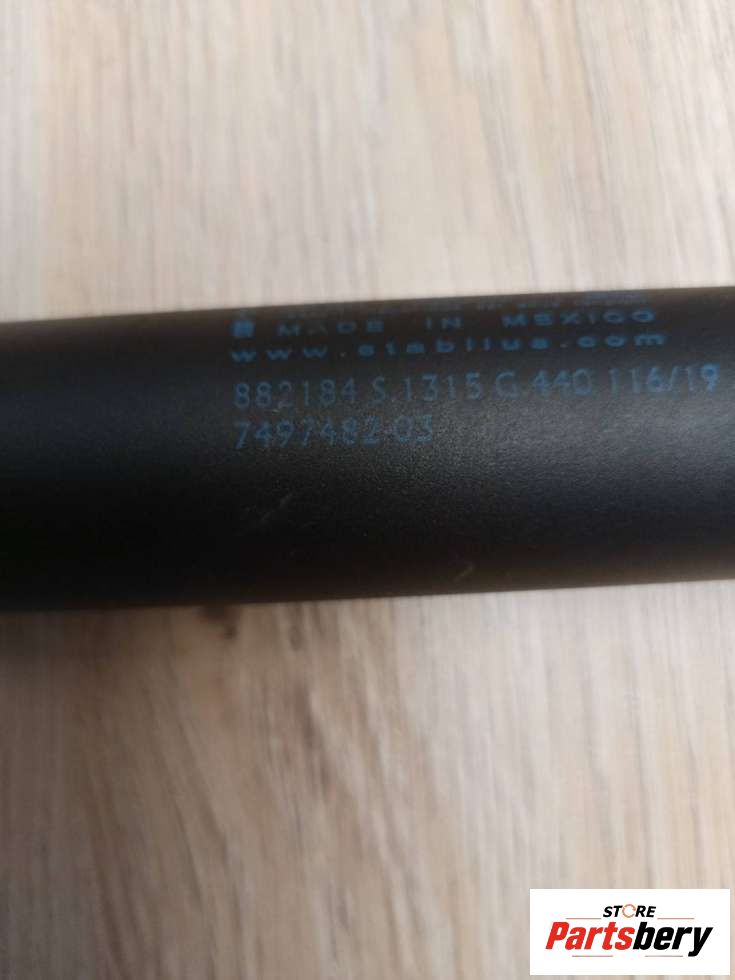 MADE IN MEXICO
www.stabilus.com
882184 S.1315 G.440 116/19
7497482-03
STORE
Partsbery